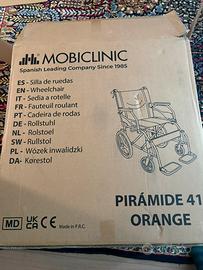 MOBICLINIC
Spanish Leading Company Since 1985
ES - Silla de ruedas
EN - Wheelchair
IT - Sedia a rotelle
FR - Fauteuil roulant
PT - Cadeira de rodas
DE - Rollstuhl
NL - Rolstoel
SW - Rullstol
PL - Wózek inwalidzki
DA- Kørestol
PIRÁMIDE 41
ORANGE
MD UK CA CE Made in P.R.C.